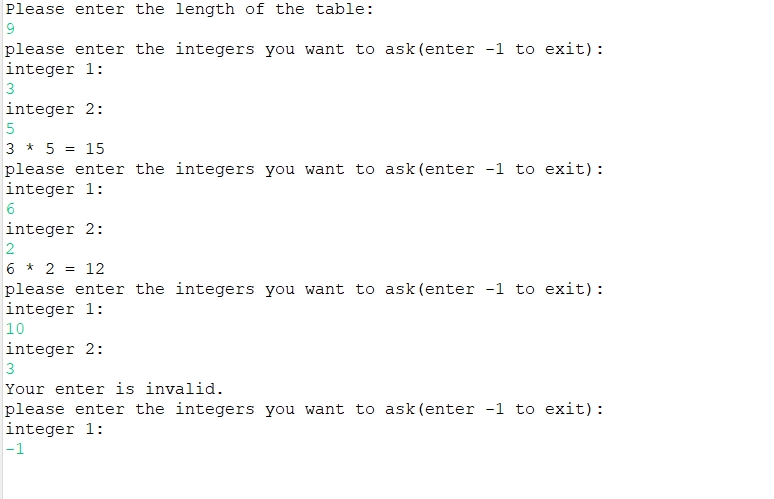 Please enter the length of the table:
9
please enter the integers you want to ask(enter -1 to exit):
integer 1:
3
integer 2:
5
3 * 5 = 15
please enter the integers you want to ask(enter -1 to exit):
integer 1:
6
integer 2:
2
6 * 2 = 12
please enter the integers you want to ask(enter -1 to exit):
integer 1:
10
integer 2:
3
Your enter is invalid.
please enter the integers you want to ask(enter -1 to exit):
integer 1:
-1